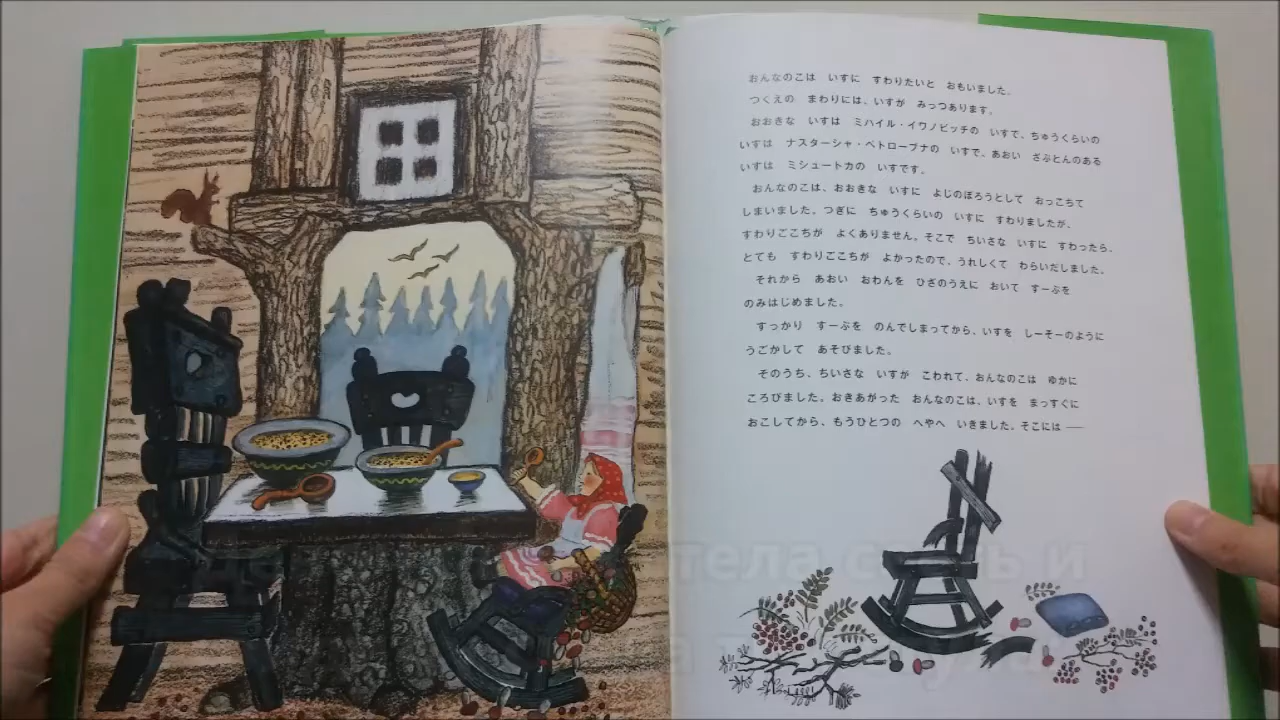 おんなのこは　いすに　すわりたいと　おもいました。
つくえの　まわりには、いすが　みっつあります。
おおきな　いすは　ミハイル・イワノビッチの　いすで、ちゅうくらいの
いすは　ナスターシャ・ペトローブナの　いすで、あおい　ざぶとんのある
いすは　ミシュートカの　いすです。
おんなのこは、おおきな　いすに　よじのぼろうとして　おっこちて
しまいました。つぎに　ちゅうくらいの　いすに　すわりましたが、
すわりごこちが　よくありません。そこで　ちいさな　いすに　すわったら、
とても　すわりごこちが　よかったので、うれしくて　わらいだしました。
それから　あおい　おわんを　ひざのうえに　おいて　すーぷを
のみはじめました。
すっかり　すーぷを　のんでしまってから、いすを　しーそーのように
うごかして　あそびました。
そのうち、ちいさな　いすが　こわれて、おんなのこは　ゆかに
ころびました。おきあがった　おんなのこは、いすを　まっすぐに
おこしてから、もうひとつの　へやへ　いきました。そこには──